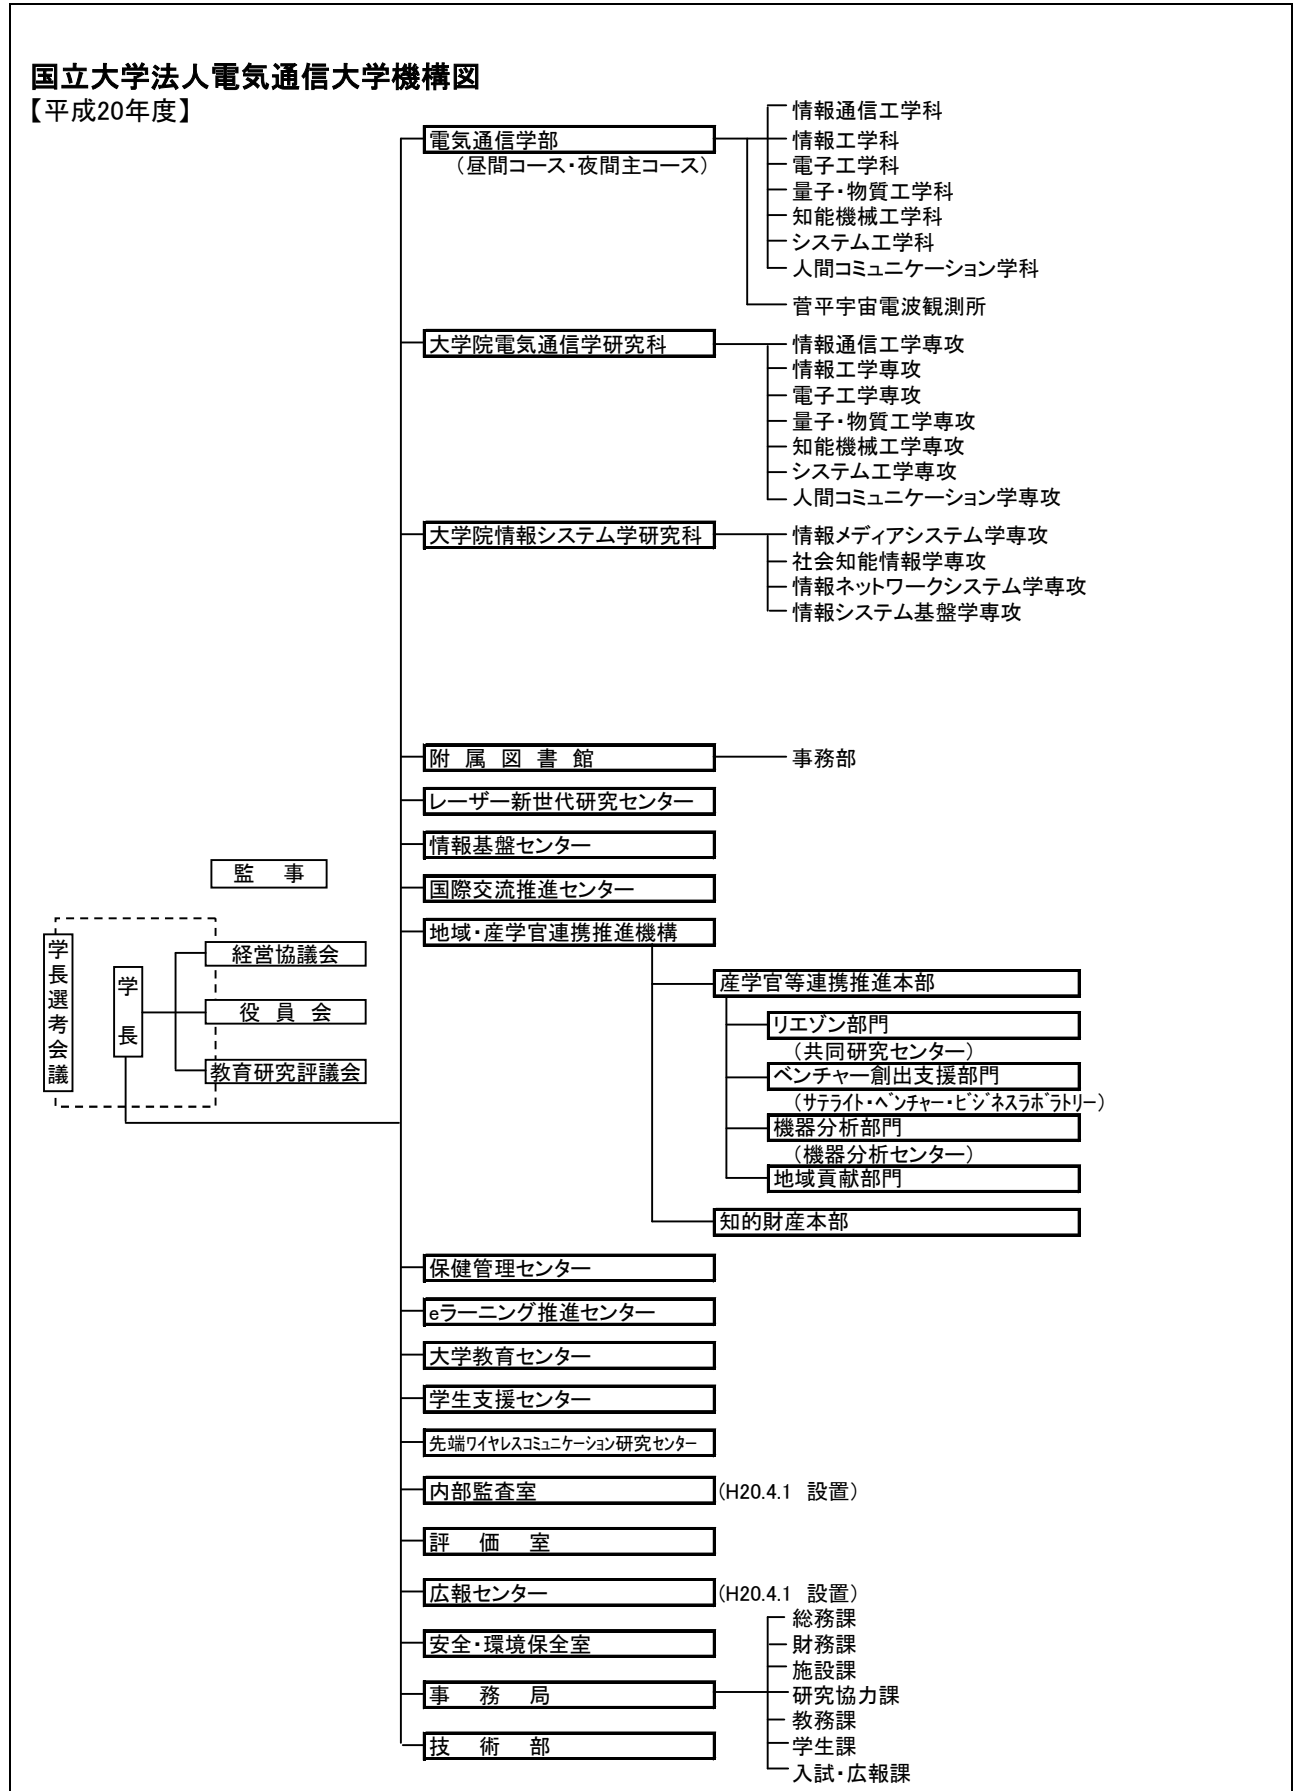 国立大学法人電気通信大学機構図
【平成20年度】
電気通信学部
（昼間コース・夜間主コース）
情報通信工学科
情報工学科
電子工学科
量子・物質工学科
知能機械工学科
システム工学科
人間コミュニケーション学科
菅平宇宙電波観測所
大学院電気通信学研究科
情報通信工学専攻
情報工学専攻
電子工学専攻
量子・物質工学専攻
知能機械工学専攻
システム工学専攻
人間コミュニケーション学専攻
大学院情報システム学研究科
情報メディアシステム学専攻
社会知能情報学専攻
情報ネットワークシステム学専攻
情報システム基盤学専攻
附 属 図 書 館
事務部
レーザー新世代研究センター
情報基盤センター
監 事
国際交流推進センター
地域・産学官連携推進機構
学長選考会議
学長
経営協議会
役 員 会
教育研究評議会
産学官等連携推進本部
リエゾン部門
（共同研究センター）
ベンチャー創出支援部門
（ｻﾃﾗｲﾄ・ﾍﾞﾝﾁｬｰ・ﾋﾞｼﾞﾈｽﾗﾎﾞﾗﾄﾘｰ）
機器分析部門
（機器分析センター）
地域貢献部門
知的財産本部
保健管理センター
eラーニング推進センター
大学教育センター
学生支援センター
先端ﾜｲﾔﾚｽｺﾐｭﾆｹｰｼｮﾝ研究ｾﾝﾀｰ
内部監査室
（H20.4.1 設置）
評 価 室
広報センター
（H20.4.1 設置）
安全・環境保全室
事 務 局
総務課
財務課
施設課
研究協力課
教務課
学生課
入試・広報課
技 術 部